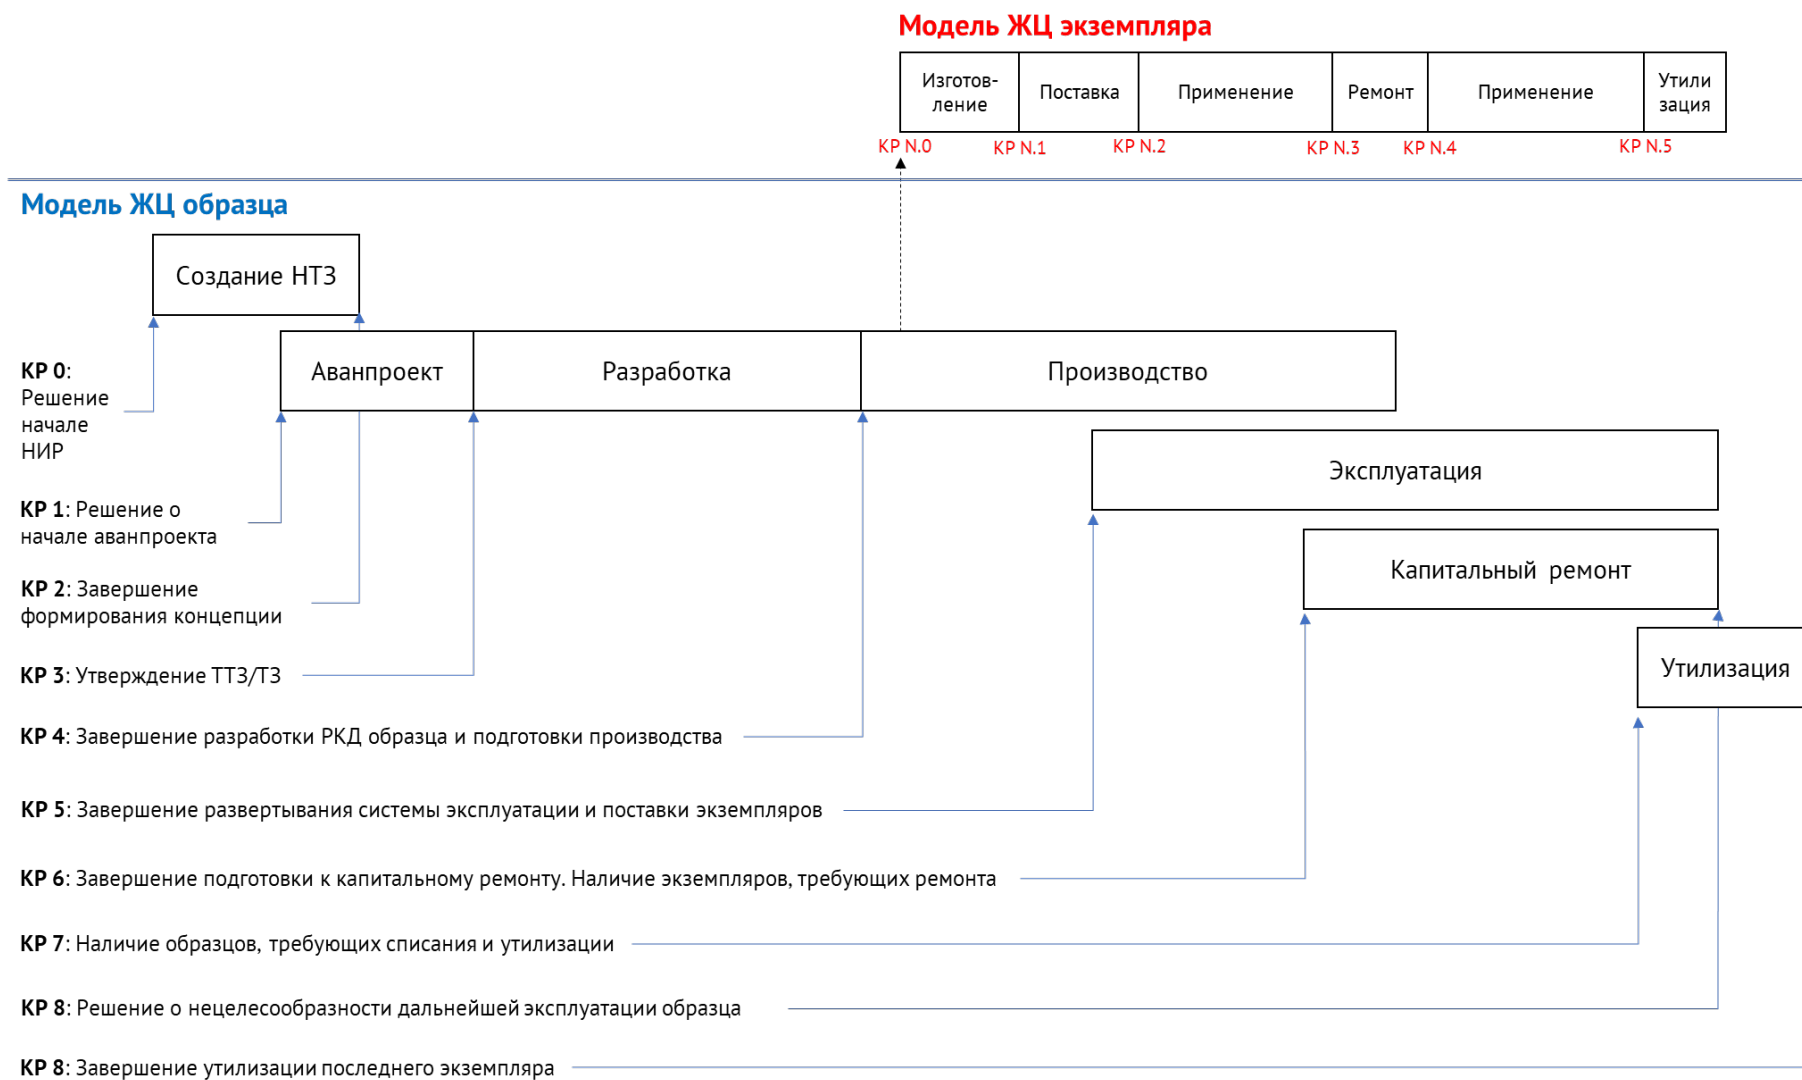 Модель ЖЦ экземпляра
Изготов-
ление
Поставка
Применение
Ремонт
Применение
Утили
зация
КР N.0
КР N.1
КР N.2
КР N.3
КР N.4
КР N.5
Модель ЖЦ образца
Создание НТЗ
Аванпроект
Разработка
Производство
Эксплуатация
Капитальный ремонт
Утилизация
КР 0:
Решение
начале
НИР
КР 1: Решение о
начале аванпроекта
КР 2: Завершение
формирования концепции
КР 3: Утверждение ТТЗ/ТЗ
КР 4: Завершение разработки РКД образца и подготовки производства
КР 5: Завершение развертывания системы эксплуатации и поставки экземпляров
КР 6: Завершение подготовки к капитальному ремонту. Наличие экземпляров, требующих ремонта
КР 7: Наличие образцов, требующих списания и утилизации
КР 8: Решение о нецелесообразности дальнейшей эксплуатации образца
КР 8: Завершение утилизации последнего экземпляра